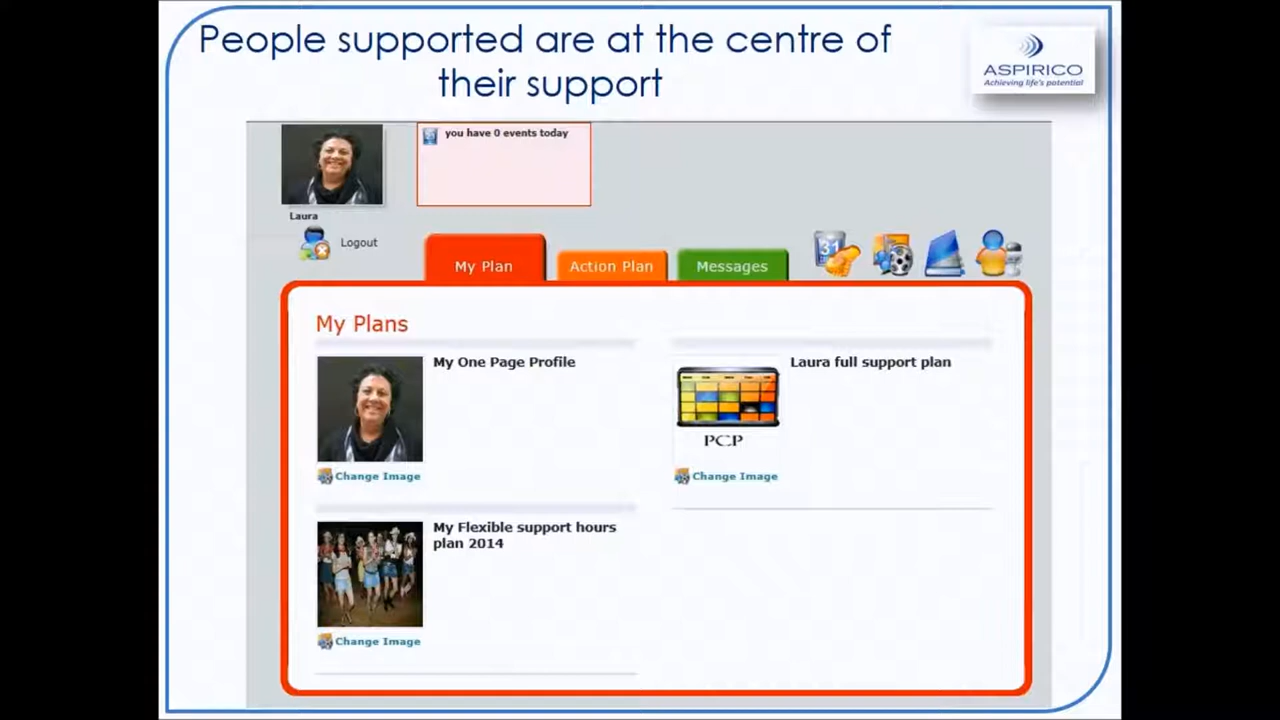 People supported are at the centre of
their support
ASPIRICO
Achieving life's potential
you have 0 events today
Laura
Logout
My Plan
Action Plan
Messages
31
My Plans
My One Page Profile
Laura full support plan
PCP
Change Image
Change Image
My Flexible support hours
plan 2014
Change Image